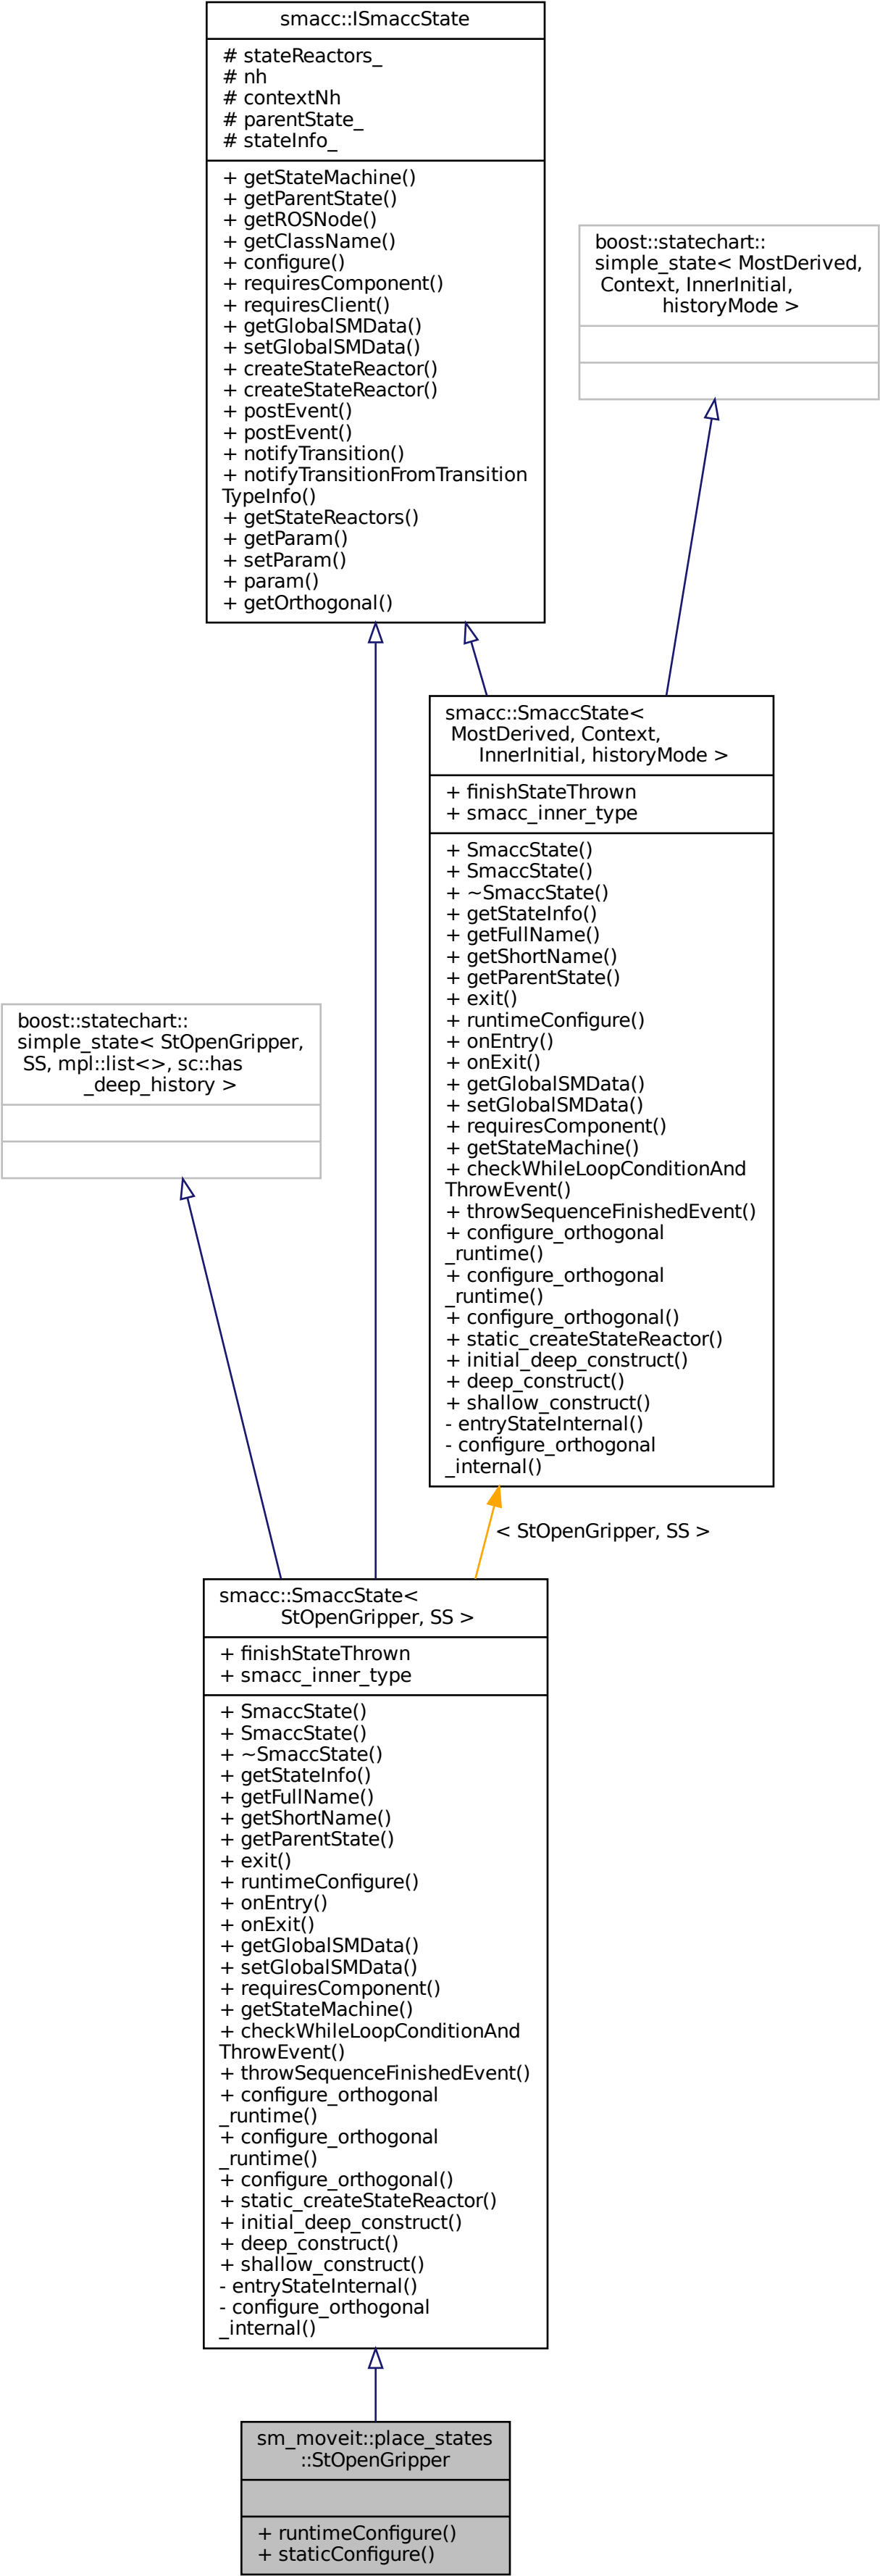 smacc::ISmaccState
# stateReactors_
# nh
# contextNh
# parentState_
# stateInfo_
+ getStateMachine()
+ getParentState()
+ getROSNode()
+ getClassName()
+ configure()
+ requiresComponent()
+ requiresClient()
+ getGlobalSMData()
+ setGlobalSMData()
+ createStateReactor()
+ createStateReactor()
+ postEvent()
+ postEvent()
+ notifyTransition()
+ notifyTransitionFromTransition
TypeInfo()
+ getStateReactors()
+ getParam()
+ setParam()
+ param()
+ getOrthogonal()
boost::statechart::
simple_state< MostDerived,
Context, InnerInitial,
historyMode >
smacc::SmaccState<
MostDerived, Context,
InnerInitial, historyMode >
+ finishStateThrown
+ smacc_inner_type
+ SmaccState()
+ SmaccState()
+ ~SmaccState()
+ getStateInfo()
+ getFullName()
+ getShortName()
+ getParentState()
+ exit()
+ runtimeConfigure()
+ onEntry()
+ onExit()
+ getGlobalSMData()
+ setGlobalSMData()
+ requiresComponent()
+ getStateMachine()
+ checkWhileLoopConditionAnd
ThrowEvent()
+ throwSequenceFinishedEvent()
+ configure_orthogonal
_runtime()
+ configure_orthogonal
_runtime()
+ configure_orthogonal()
+ static_createStateReactor()
+ initial_deep_construct()
+ deep_construct()
+ shallow_construct()
- entryStateInternal()
- configure_orthogonal
_internal()
boost::statechart::
simple_state< StOpenGripper,
SS, mpl::list<>, sc::has
_deep_history >
< StOpenGripper, SS >
smacc::SmaccState<
StOpenGripper, SS >
+ finishStateThrown
+ smacc_inner_type
+ SmaccState()
+ SmaccState()
+ ~SmaccState()
+ getStateInfo()
+ getFullName()
+ getShortName()
+ getParentState()
+ exit()
+ runtimeConfigure()
+ onEntry()
+ onExit()
+ getGlobalSMData()
+ setGlobalSMData()
+ requiresComponent()
+ getStateMachine()
+ checkWhileLoopConditionAnd
ThrowEvent()
+ throwSequenceFinishedEvent()
+ configure_orthogonal
_runtime()
+ configure_orthogonal
_runtime()
+ configure_orthogonal()
+ static_createStateReactor()
+ initial_deep_construct()
+ deep_construct()
+ shallow_construct()
- entryStateInternal()
- configure_orthogonal
_internal()
sm_moveit::place_states
::StOpenGripper
+ runtimeConfigure()
+ staticConfigure()